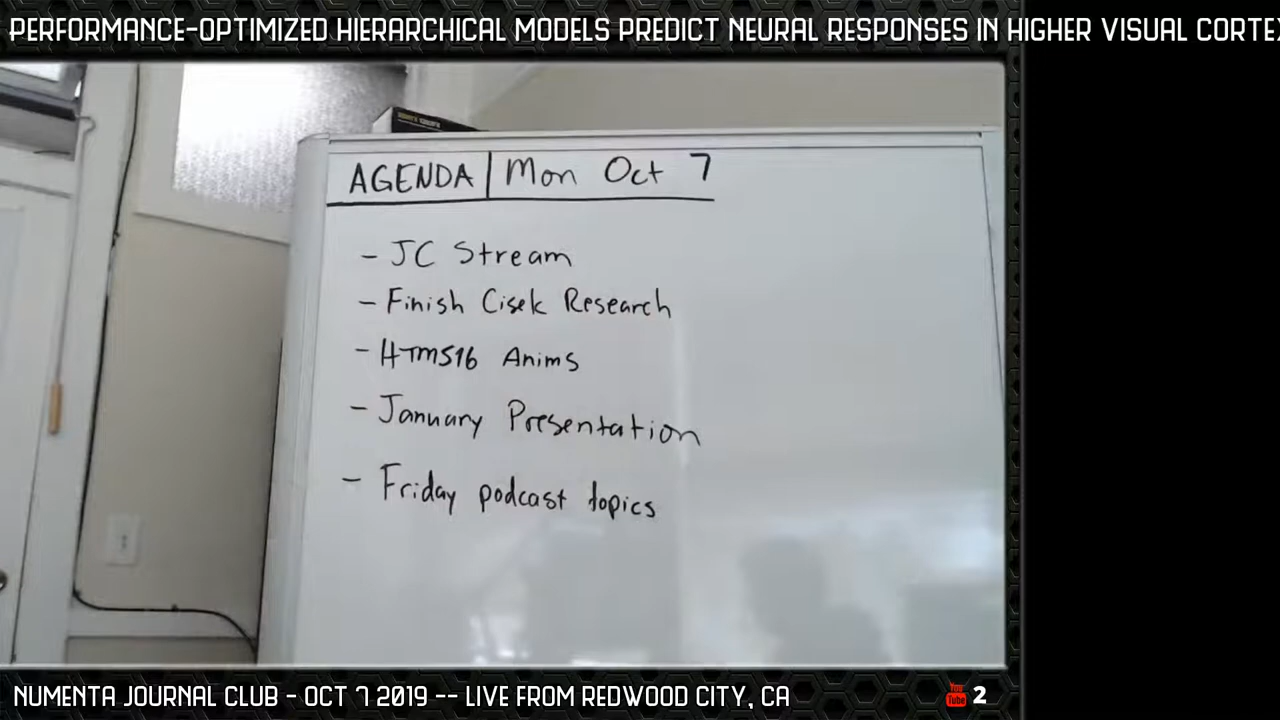 PERFORMANCE-OPTIMIZED HIERARCHICAL MODELS PREDICT NEURAL RESPONSES IN HIGHER VISUAL CORTEX
AGENDA | Mon Oct 7
- JC Stream
- Finish Cisek Research
- HTMS16 Anims
- January Presentation
- Friday podcast topics
NUMENTA JOURNAL CLUB - OCT 7 2019 -- LIVE FROM REDWOOD CITY, CA
You Tube 2